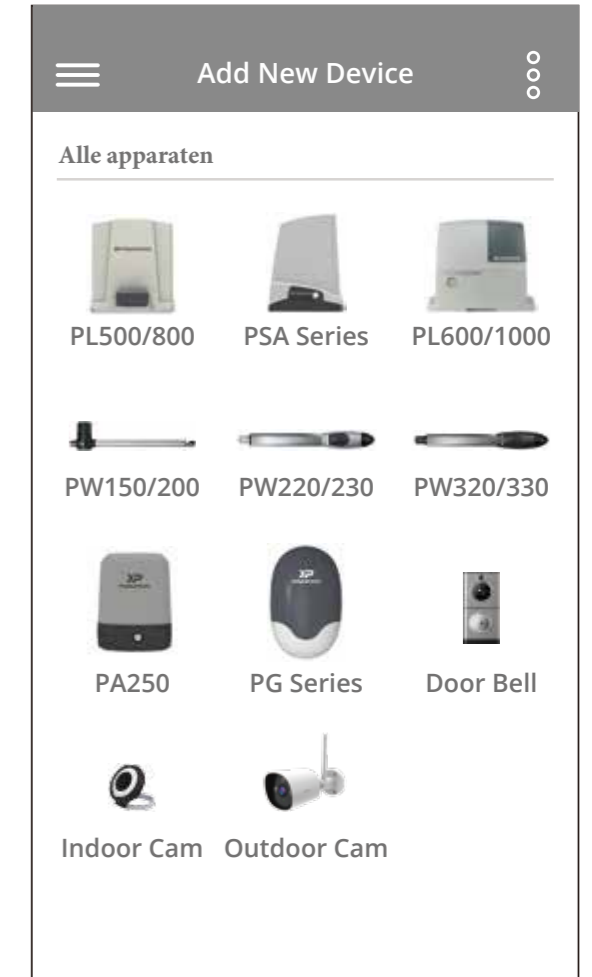 Add New Device
Alle apparaten
PL500/800 PSA Series PL600/1000
PW150/200 PW220/230 PW320/330
PA250 PG Series Door Bell
Indoor Cam Outdoor Cam